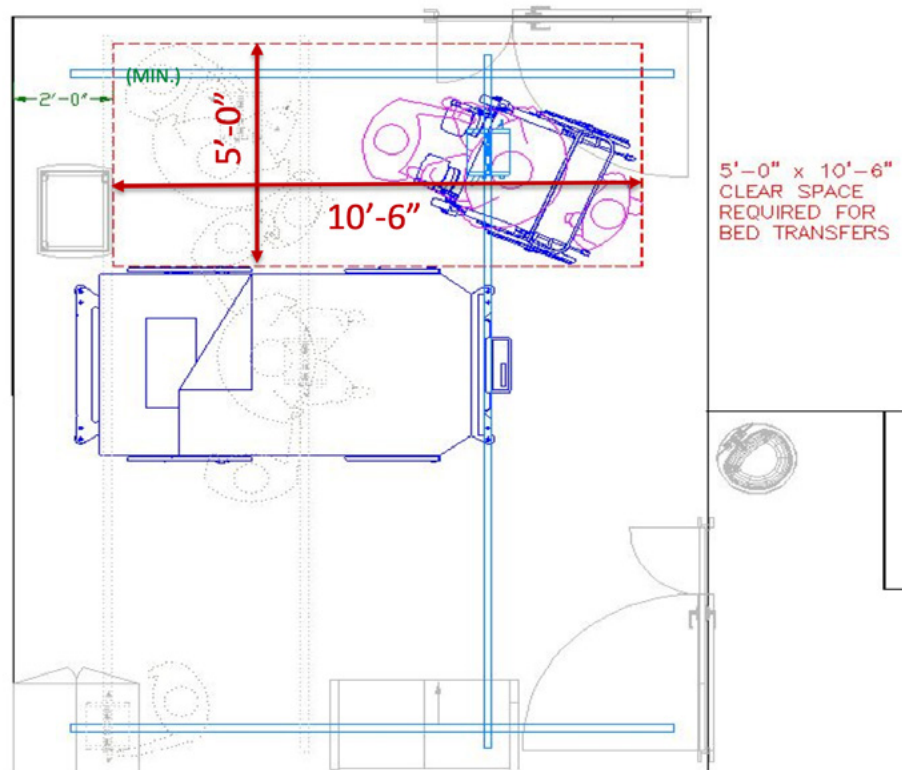 (MIN.)
2'-0"
5'-0”
10’-6”
5'-0" x 10'-6"
CLEAR SPACE
REQUIRED FOR
BED TRANSFERS